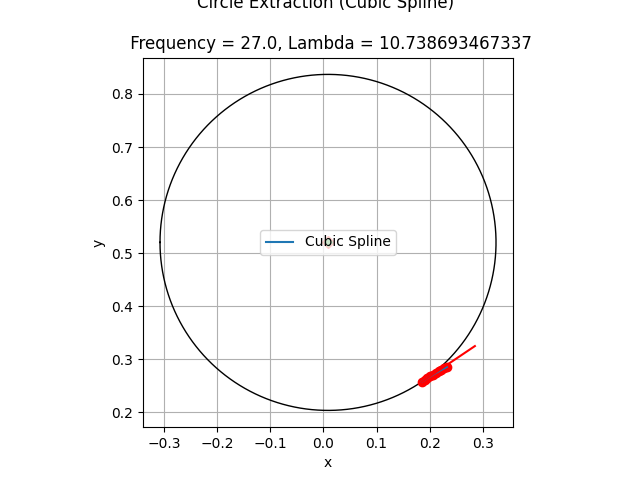 Circle Extraction (Cubic Spline)
Frequency = 27.0, Lambda = 10.738693467337
0.8
0.7
0.6
0.5
0.4
0.3
0.2
y
Cubic Spline
−0.3 −0.2 −0.1 0.0 0.1 0.2 0.3
x